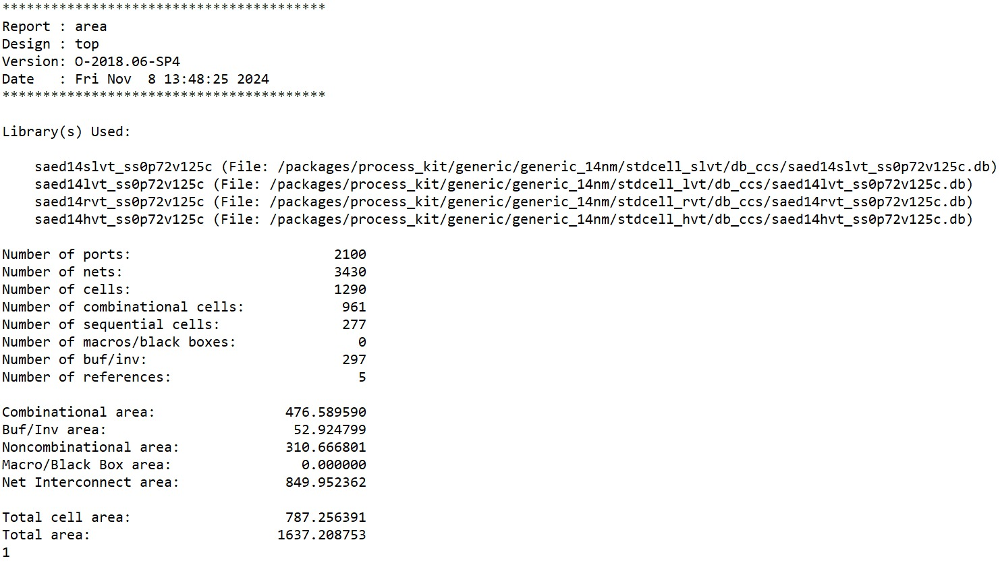 ****************************************
Report : area
Design : top
Version: O-2018.06-SP4
Date   : Fri Nov  8 13:48:25 2024
****************************************

Library(s) Used:

    saed14slvt_ss0p72v125c (File: /packages/process_kit/generic/generic_14nm/stdcell_slvt/db_ccs/saed14slvt_ss0p72v125c.db)
    saed14lvt_ss0p72v125c (File: /packages/process_kit/generic/generic_14nm/stdcell_lvt/db_ccs/saed14lvt_ss0p72v125c.db)
    saed14rvt_ss0p72v125c (File: /packages/process_kit/generic/generic_14nm/stdcell_rvt/db_ccs/saed14rvt_ss0p72v125c.db)
    saed14hvt_ss0p72v125c (File: /packages/process_kit/generic/generic_14nm/stdcell_hvt/db_ccs/saed14hvt_ss0p72v125c.db)

Number of ports:                         2100
Number of nets:                          3430
Number of cells:                         1290
Number of combinational cells:            961
Number of sequential cells:               277
Number of macros/black boxes:               0
Number of buf/inv:                        297
Number of references:                       5

Combinational area:                476.589590
Buf/Inv area:                       52.924799
Noncombinational area:             310.666801
Macro/Black Box area:                0.000000
Net Interconnect area:             849.952362

Total cell area:                   787.256391
Total area:                       1637.208753
1